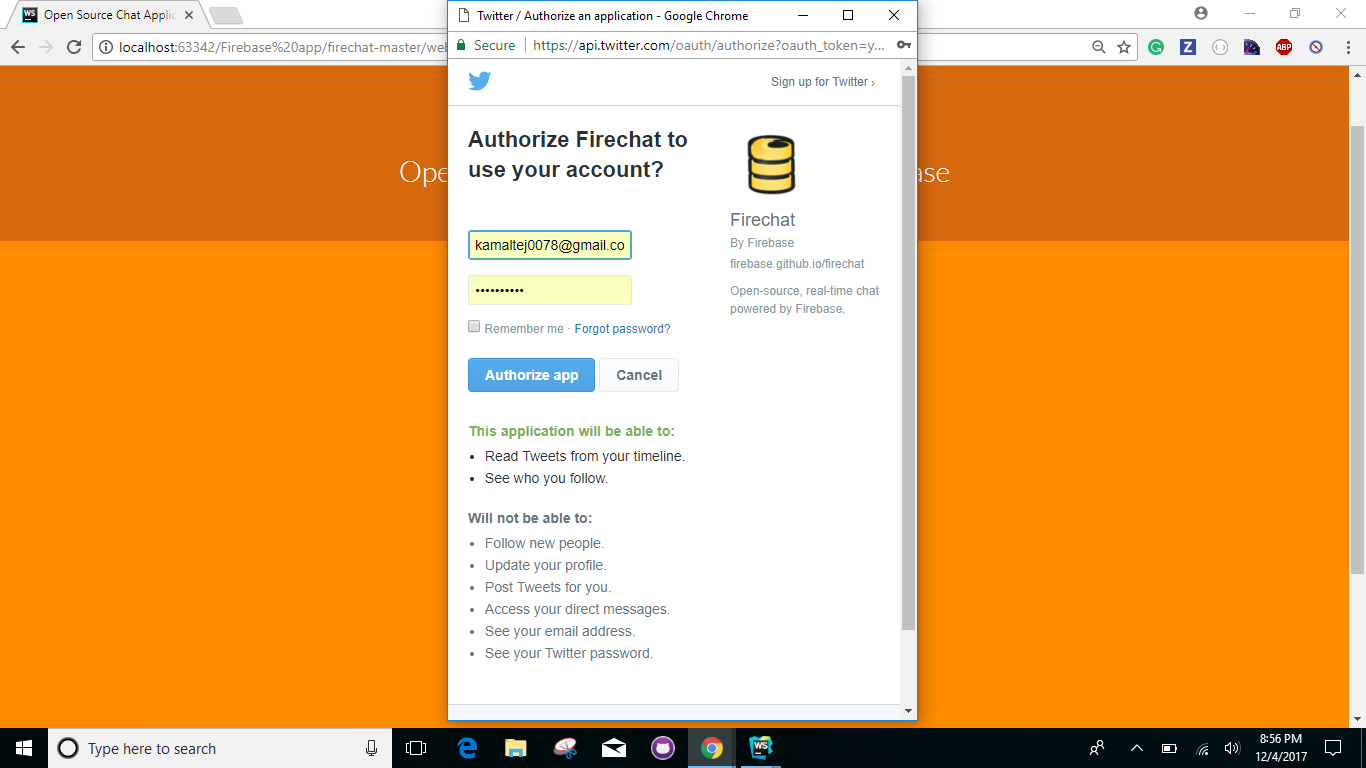 Open Source Chat Applic
Twitter / Authorize an application - Google Chrome
localhost:63342/Firebase%20app/firechat-master/we
Secure
https://api.twitter.com/oauth/authorize?oauth_token=y...
ABP
Sign up for Twitter ›
Authorize Firechat to
use your account?
Ope
ase
kamaltej0078@gmail.co
••••••••••
Remember me · Forgot password?
Authorize app
Cancel
Firechat
By Firebase
firebase.github.io/firechat
Open-source, real-time chat
powered by Firebase.
This application will be able to:
• Read Tweets from your timeline.
• See who you follow.
Will not be able to:
• Follow new people.
• Update your profile.
• Post Tweets for you.
• Access your direct messages.
• See your email address.
• See your Twitter password.
Type here to search
WS
8:56 PM
12/4/2017